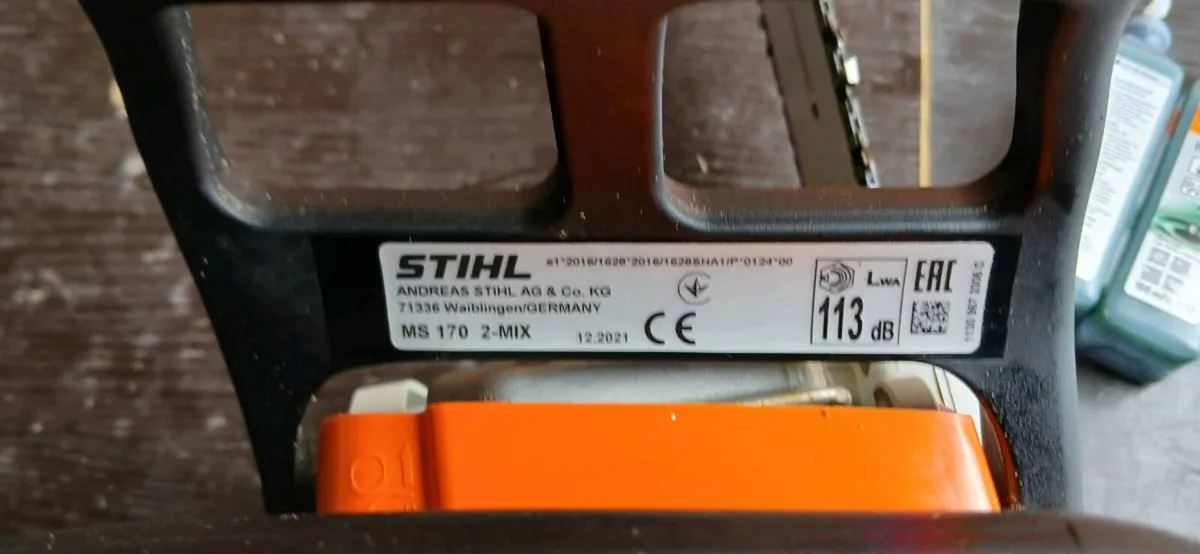 STIHL
e1*2016/1628*2016/1628SHA1/P*0124*00
ANDREAS STIHL AG & Co. KG
71336 Waiblingen/GERMANY
MS 170 2-MIX
12.2021
CE
LWA
113 dB
EAC
01